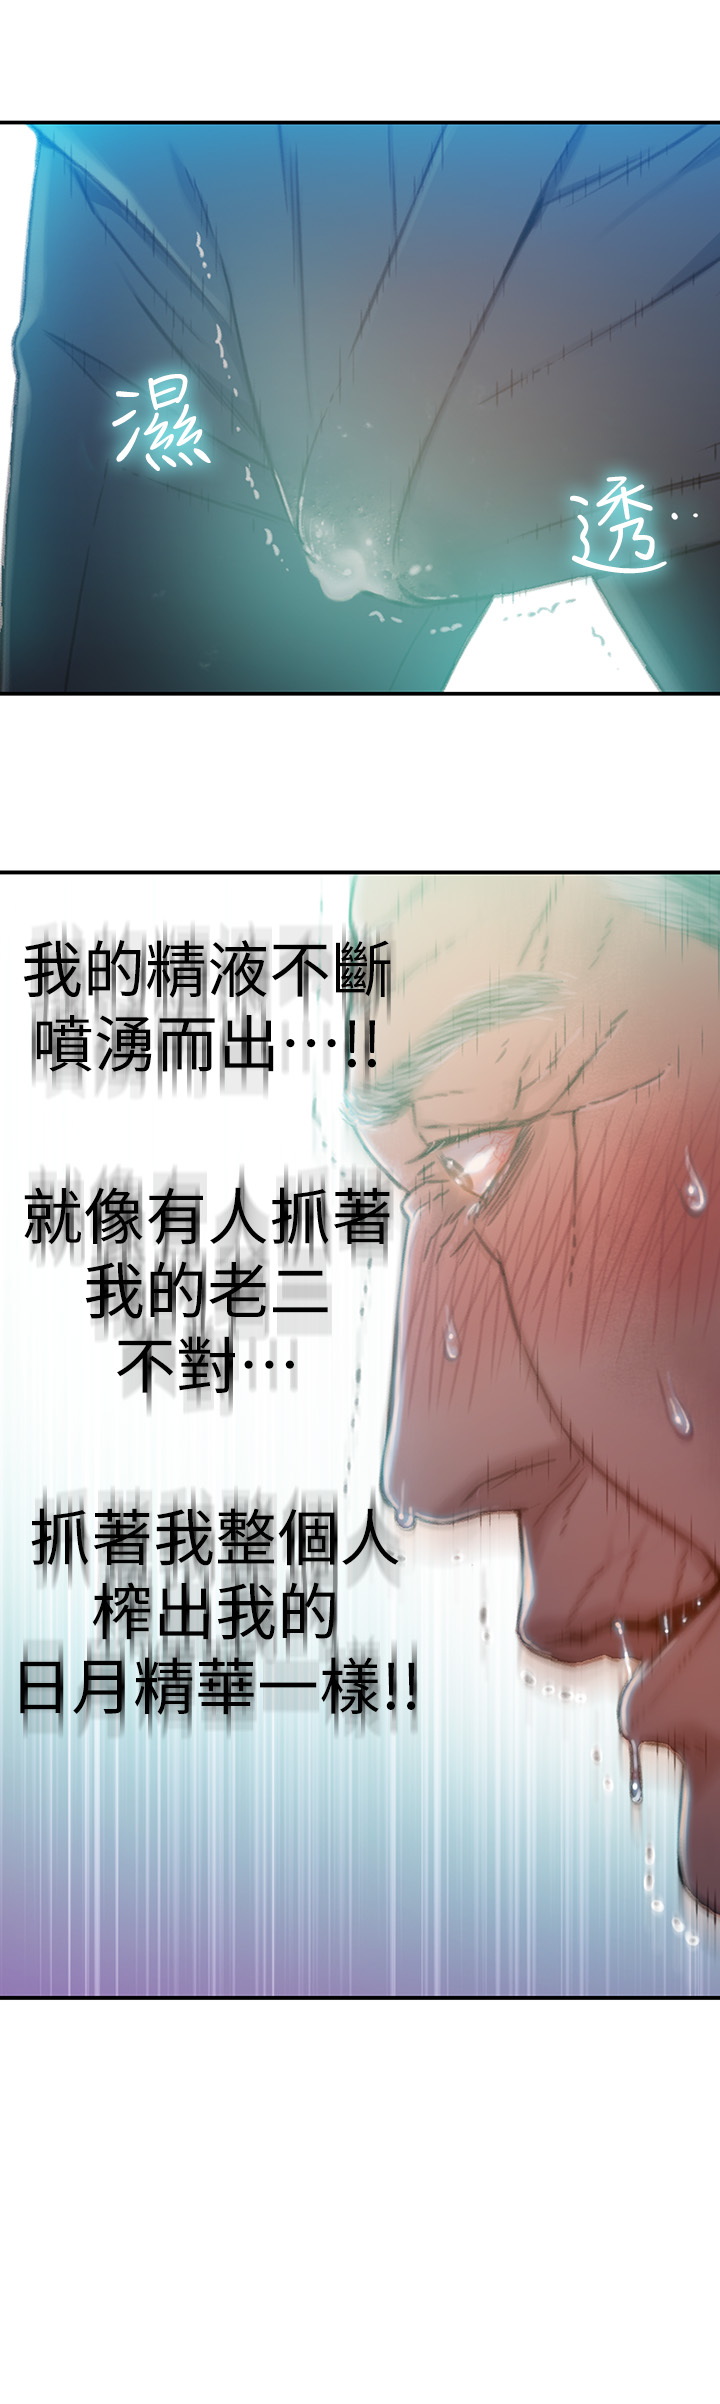 濕
透··
我的精液不斷
噴湧而出…!!
就像有人抓著
我的老二
不對…
抓著我整個人
榨出我的
日月精華一樣!!